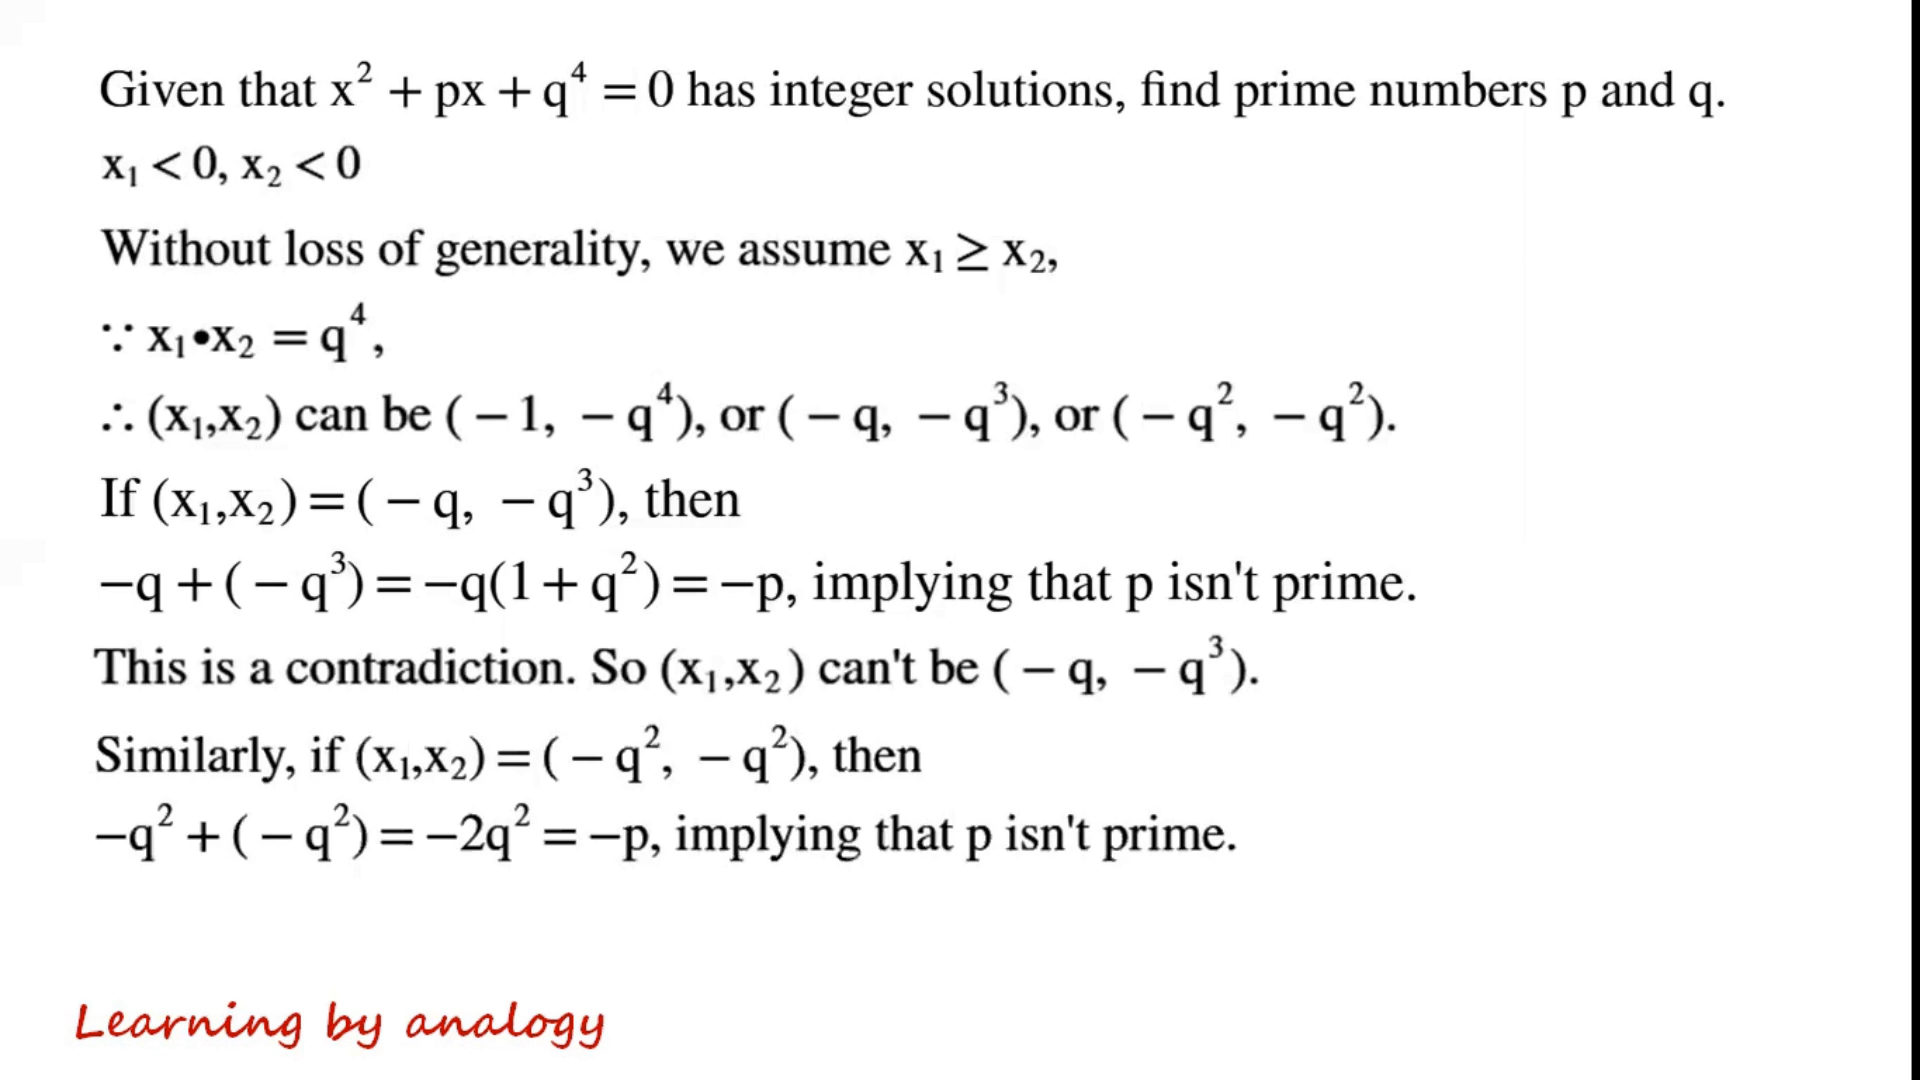 Given that x² + px + q⁴ = 0 has integer solutions, find prime numbers p and q.
x₁ < 0, x₂ < 0
Without loss of generality, we assume x₁ ≥ x₂,
∵ x₁•x₂ = q⁴,
∴ (x₁,x₂) can be ( − 1, − q⁴), or ( − q, − q³), or ( − q², − q²).
If (x₁,x₂) = ( − q, − q³), then
−q + ( − q³) = −q(1 + q²) = −p, implying that p isn't prime.
This is a contradiction. So (x₁,x₂) can't be ( − q, − q³).
Similarly, if (x₁,x₂) = ( − q², − q²), then
−q² + ( − q²) = −2q² = −p, implying that p isn't prime.
Learning by analogy